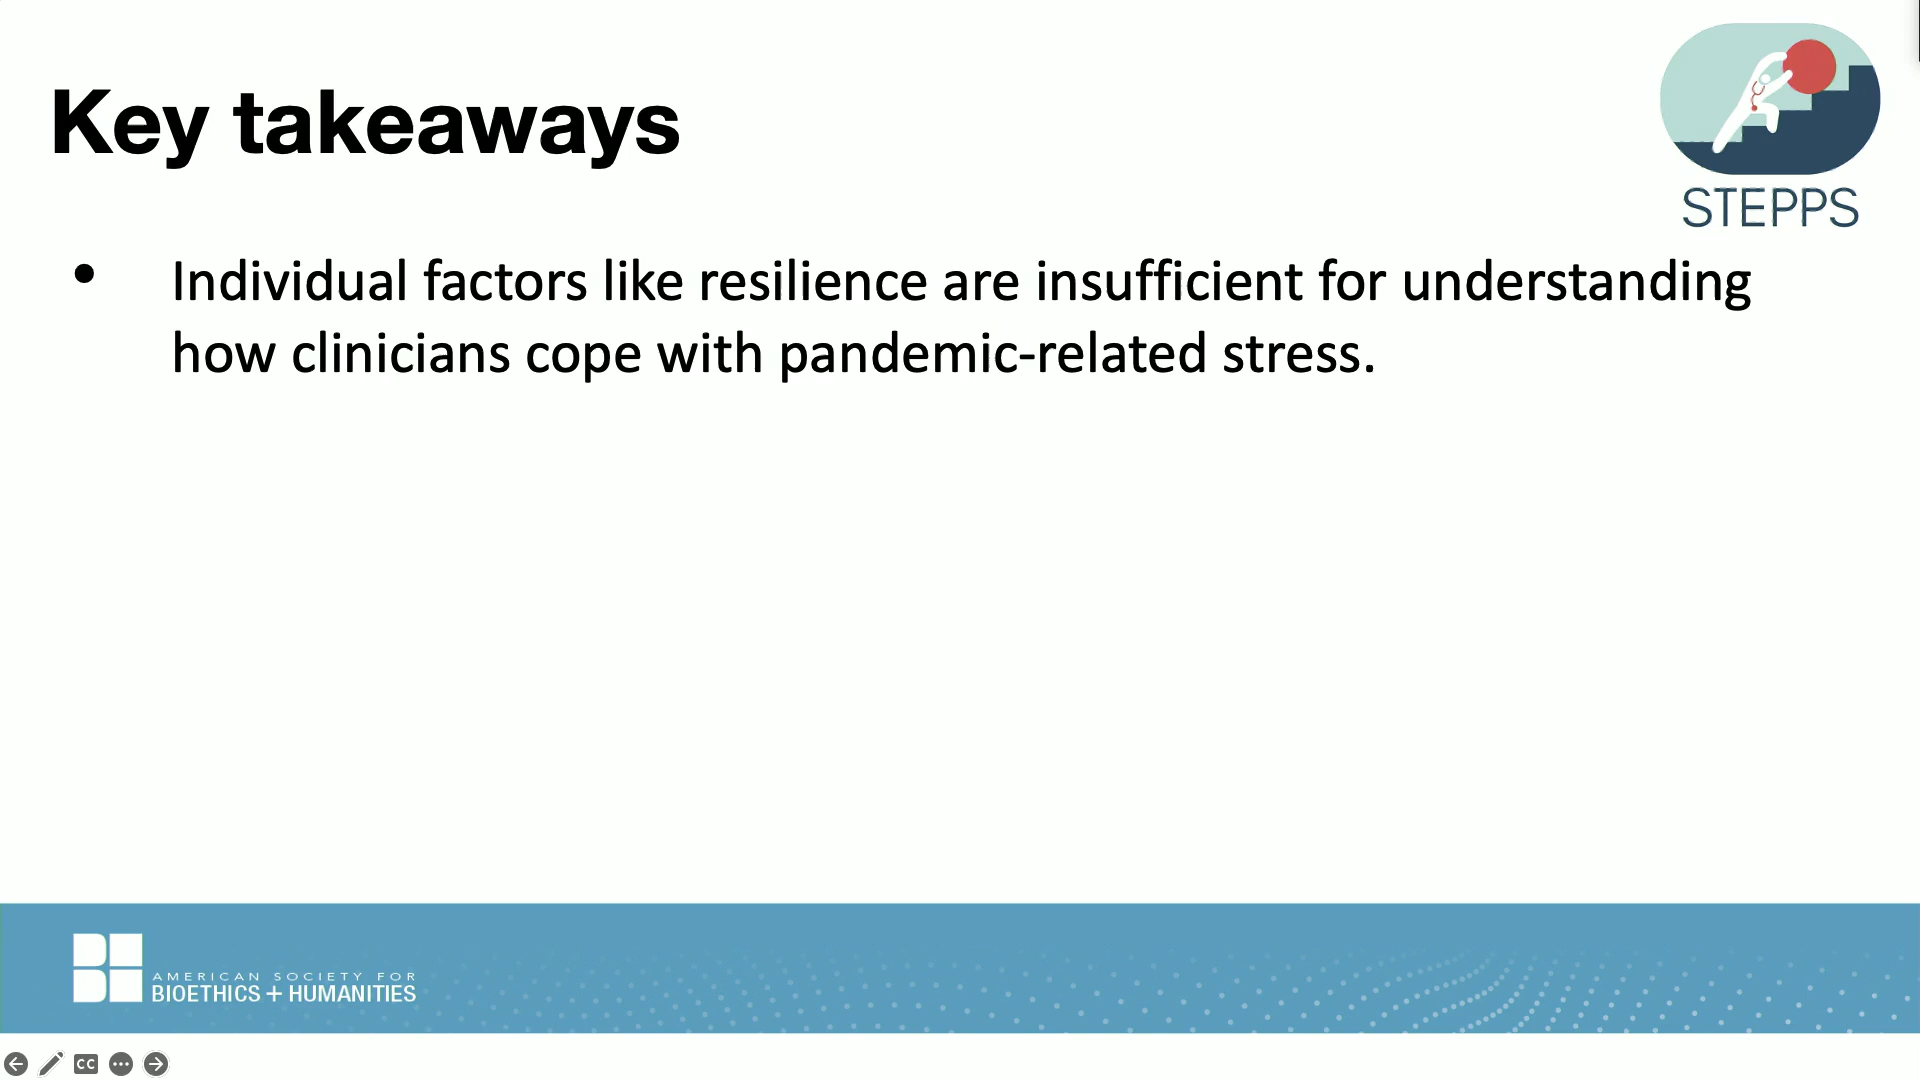 Key takeaways
STEPPS
• Individual factors like resilience are insufficient for understanding
how clinicians cope with pandemic-related stress.
AMERICAN SOCIETY FOR
BIOETHICS + HUMANITIES
CC